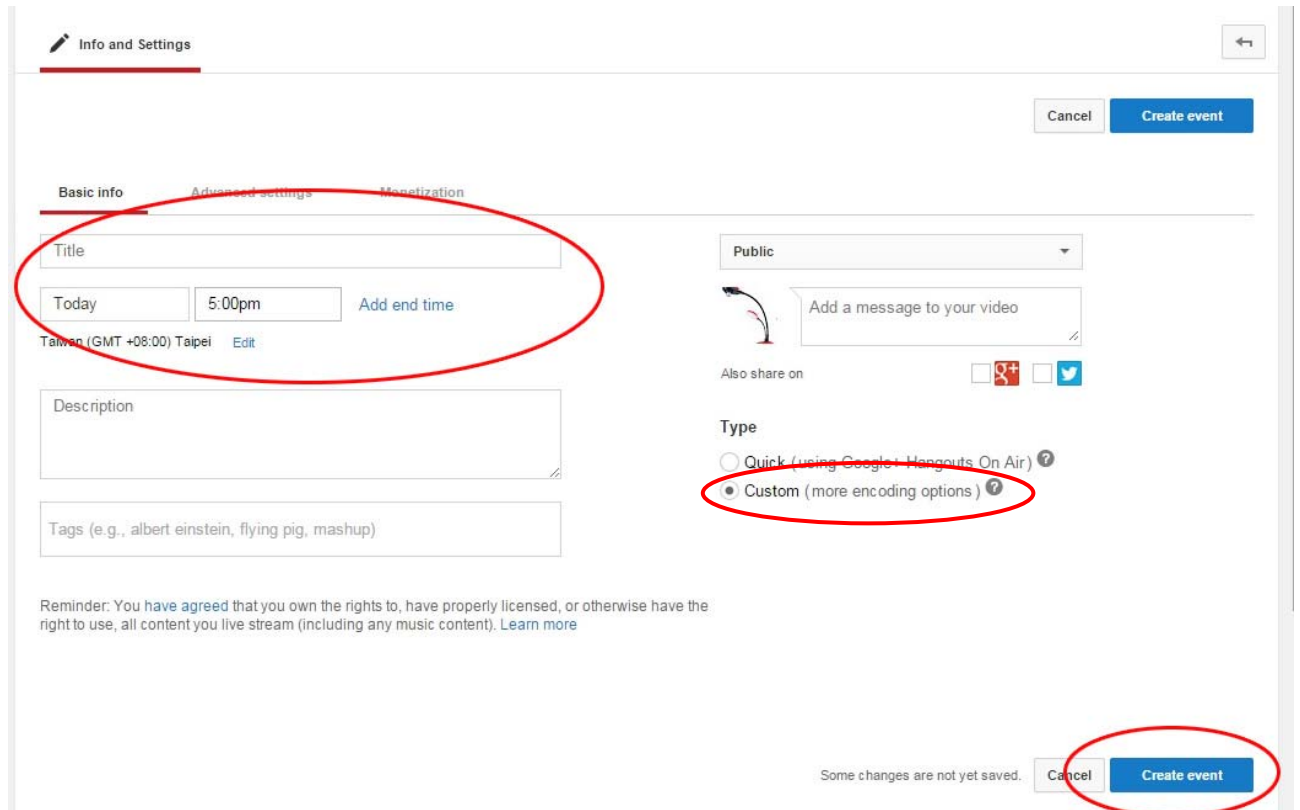 Info and Settings
Cancel
Create event
Basic info
Advanced settings
Monetization
Title
Public
Today
5:00pm
Add end time
Add a message to your video
Taiwan (GMT +08:00) Taipei
Edit
Also share on
g+
Description
Type
Quick (using Google+ Hangouts On Air) ?
Custom (more encoding options) ?
Tags (e.g., albert einstein, flying pig, mashup)
Reminder: You have agreed that you own the rights to, have properly licensed, or otherwise have the
right to use, all content you live stream (including any music content). Learn more
Some changes are not yet saved.
Cancel
Create event